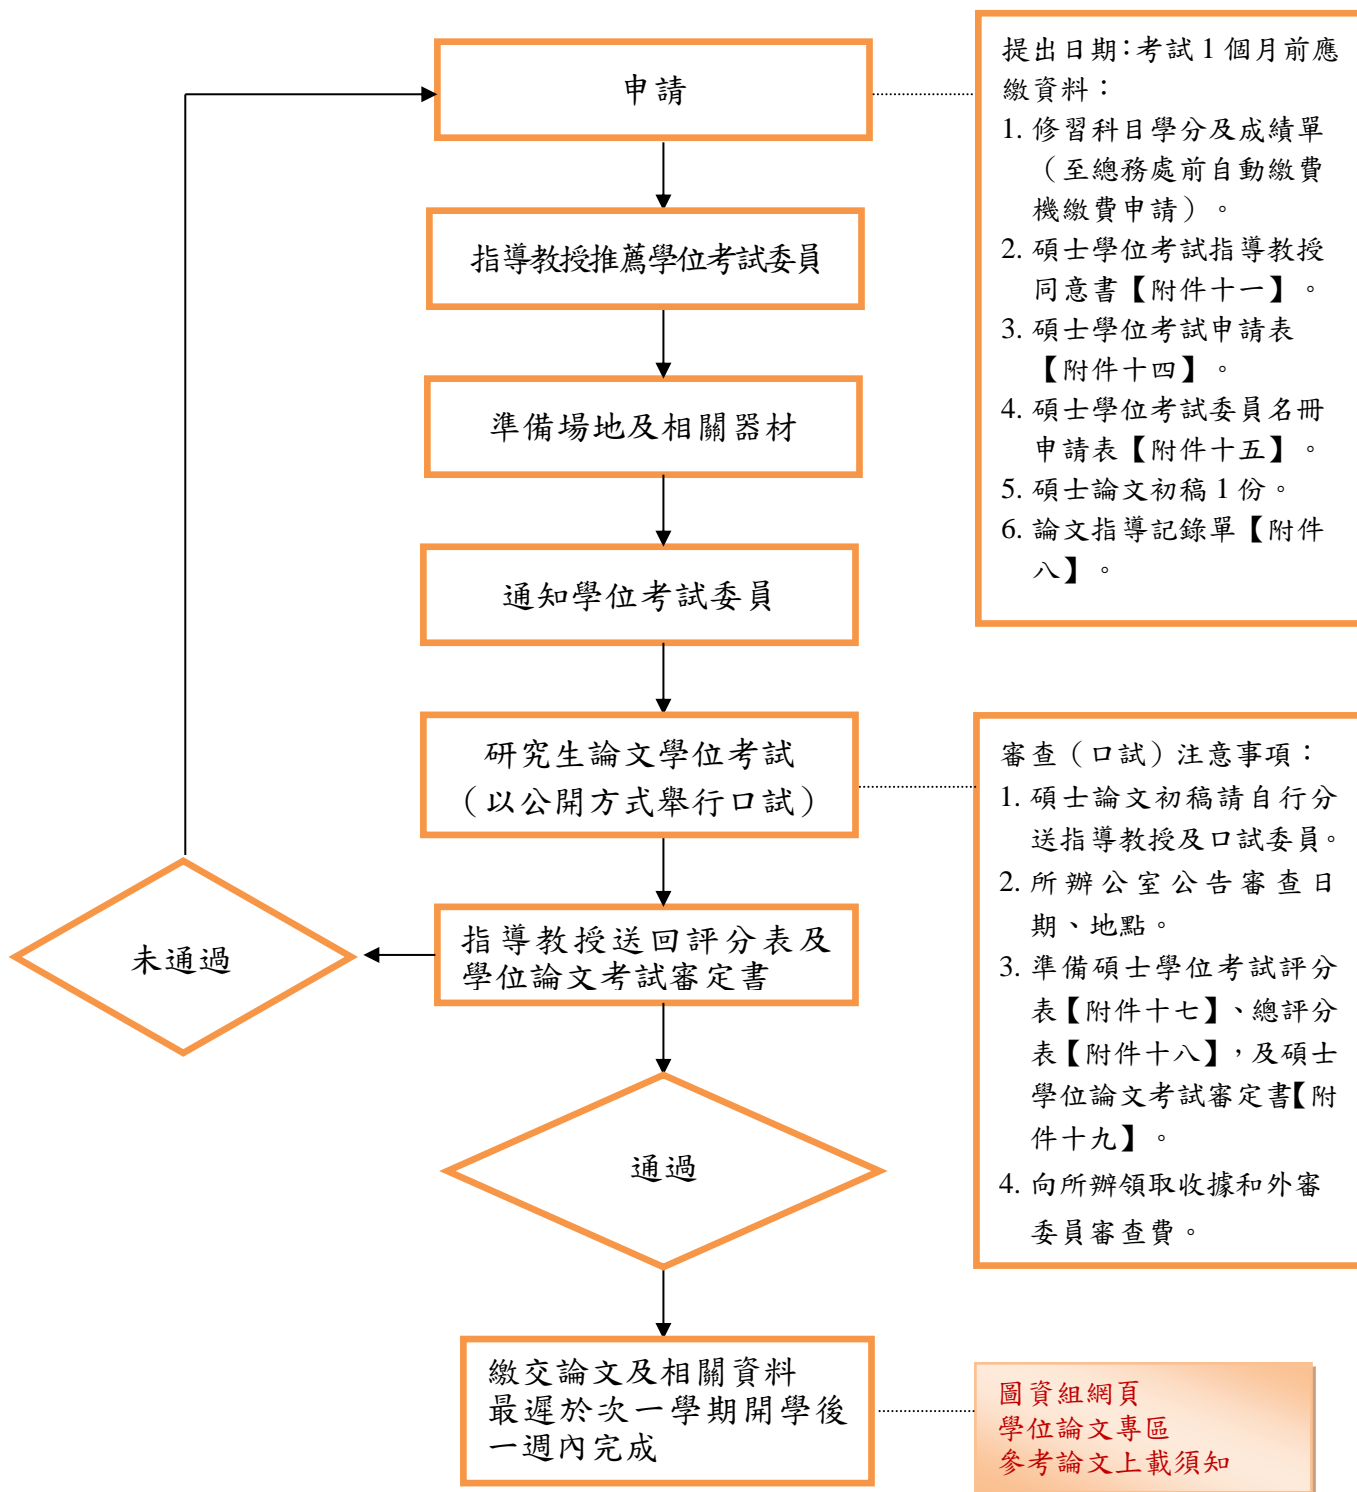 申請
提出日期:考試 1 個月前應
繳資料：
1. 修習科目學分及成績單
（至總務處前自動繳費
機繳費申請）。
2. 碩士學位考試指導教授
同意書【附件十一】。
3. 碩士學位考試申請表
【附件十四】。
4. 碩士學位考試委員名冊
申請表【附件十五】。
5. 碩士論文初稿 1 份。
6. 論文指導記錄單【附件
八】。
指導教授推薦學位考試委員
準備場地及相關器材
通知學位考試委員
研究生論文學位考試
（以公開方式舉行口試）
審查（口試）注意事項：
1. 碩士論文初稿請自行分
送指導教授及口試委員。
2. 所辦公室公告審查日
期、地點。
3. 準備碩士學位考試評分
表【附件十七】、總評分
表【附件十八】，及碩士
學位論文考試審定書【附
件十九】。
4. 向所辦領取收據和外審
委員審查費。
指導教授送回評分表及
學位論文考試審定書
未通過
通過
繳交論文及相關資料
最遲於次一學期開學後
一週內完成
圖資組網頁
學位論文專區
參考論文上載須知